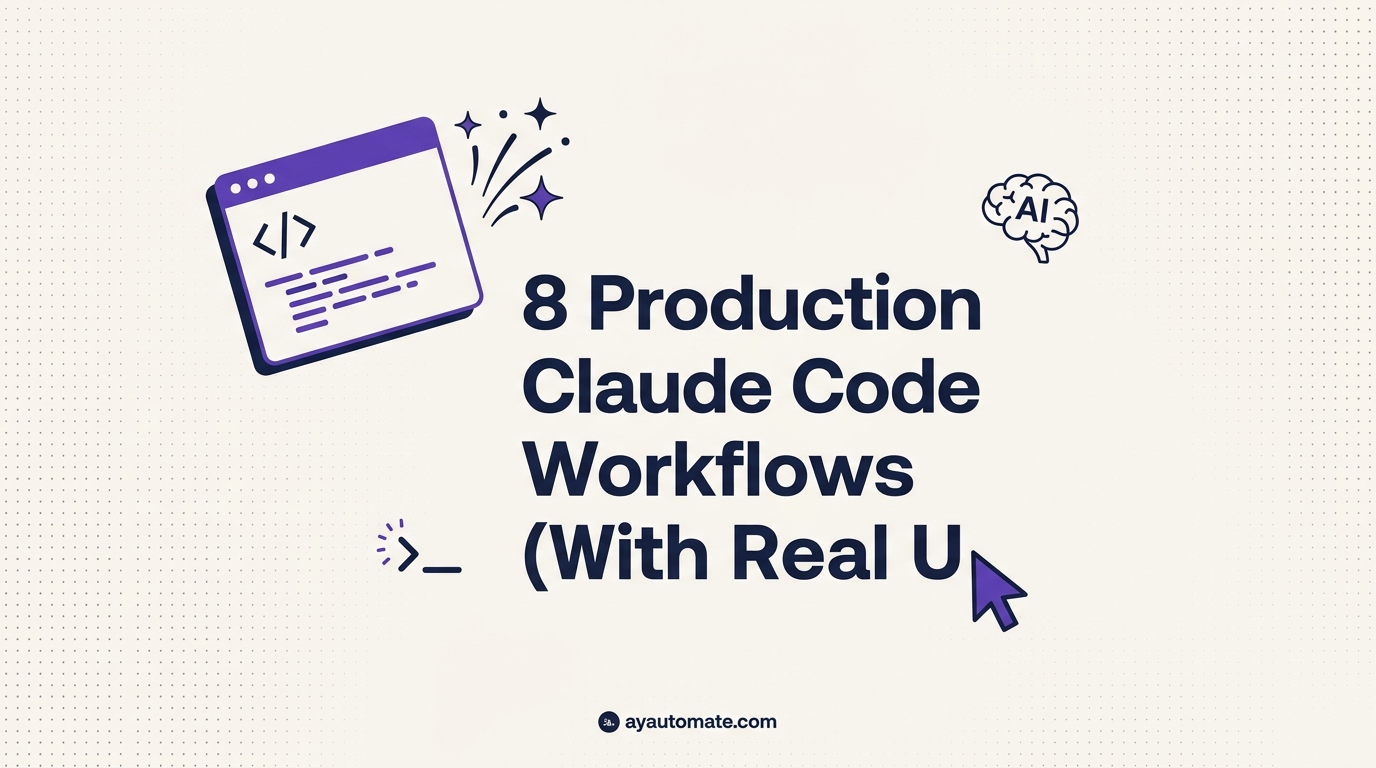 </>
AI
8 Production
Claude Code
Workflows
(With Real U
>_
ayautomate.com